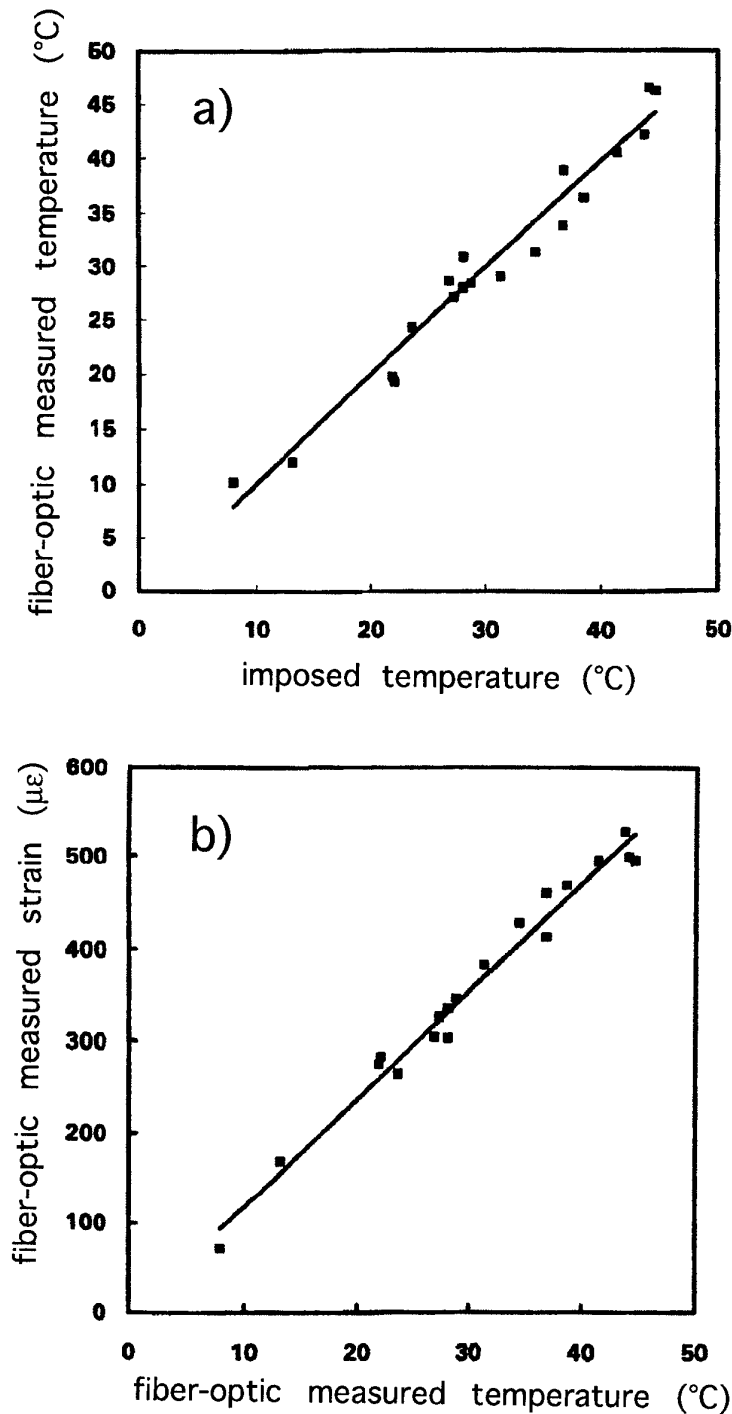 a)
fiber-optic measured temperature (°C)
50
45
40
35
30
25
20
15
10
5
0
0 10 20 30 40 50
imposed temperature (°C)
b)
fiber-optic measured strain (με)
600
500
400
300
200
100
0
0 10 20 30 40 50
fiber-optic measured temperature (°C)